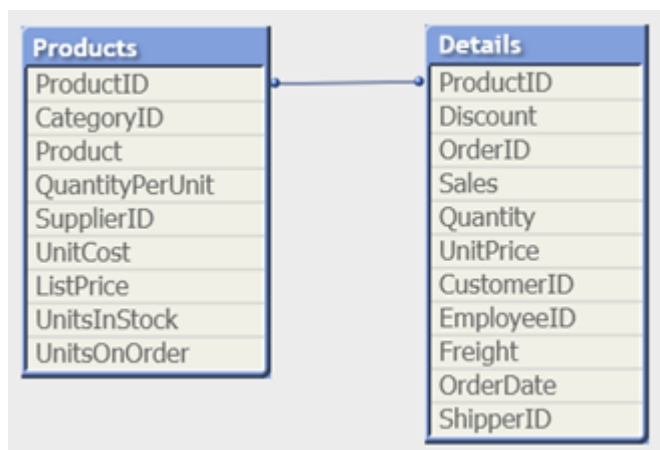 Products
ProductID
CategoryID
Product
QuantityPerUnit
SupplierID
UnitCost
ListPrice
UnitsInStock
UnitsOnOrder
Details
ProductID
Discount
OrderID
Sales
Quantity
UnitPrice
CustomerID
EmployeeID
Freight
OrderDate
ShipperID